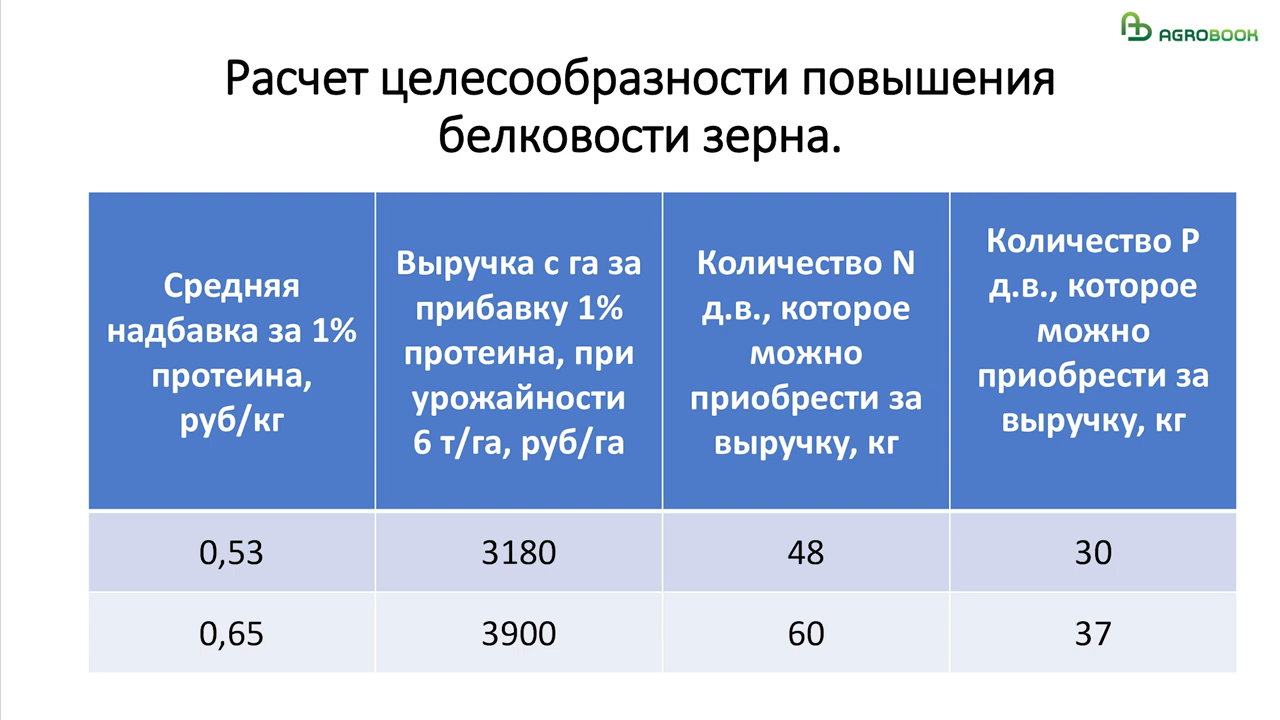 AGROBOOK
Расчет целесообразности повышения
белковости зерна.
Средняя
надбавка за 1%
протеина,
руб/кг
Выручка с га за
прибавку 1%
протеина, при
урожайности
6 т/га, руб/га
Количество N
д.в., которое
можно
приобрести за
выручку, кг
Количество P
д.в., которое
можно
приобрести за
выручку, кг
0,53
3180
48
30
0,65
3900
60
37